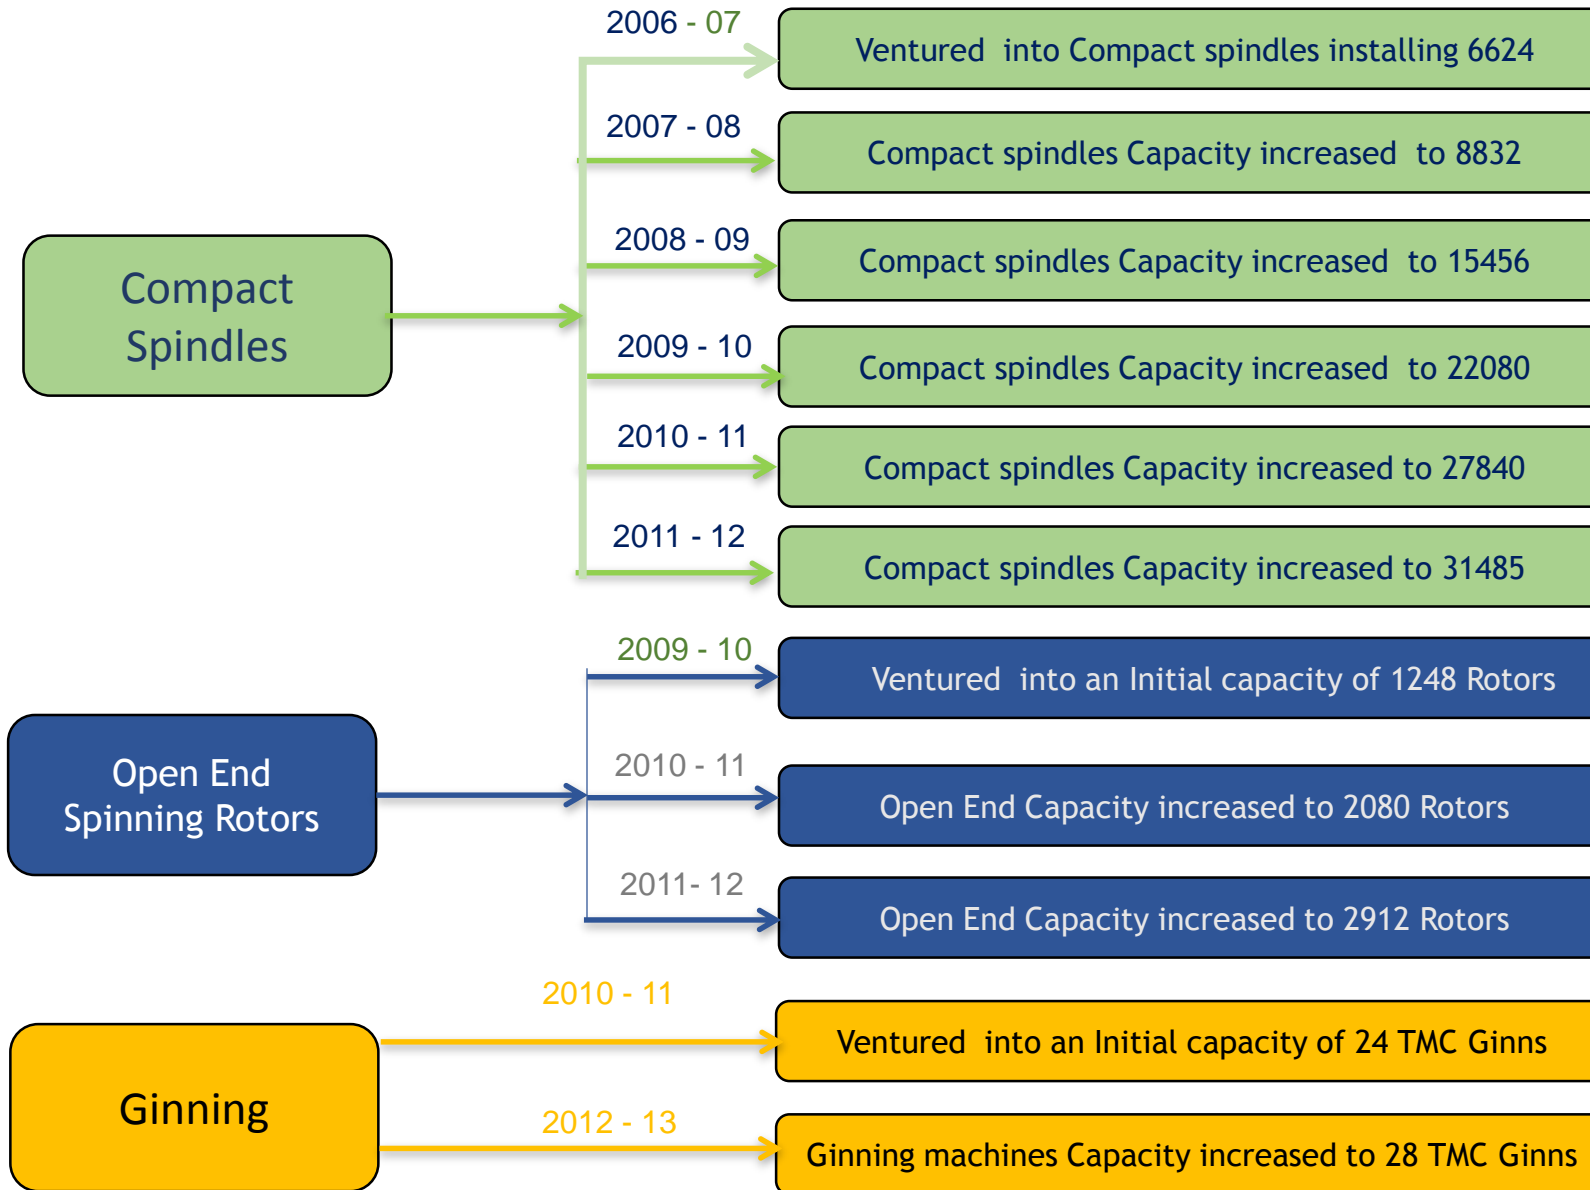 2006 - 07
Ventured into Compact spindles installing 6624
2007 - 08
Compact spindles Capacity increased to 8832
2008 - 09
Compact spindles Capacity increased to 15456
Compact
Spindles
2009 - 10
Compact spindles Capacity increased to 22080
2010 - 11
Compact spindles Capacity increased to 27840
2011 - 12
Compact spindles Capacity increased to 31485
2009 - 10
Ventured into an Initial capacity of 1248 Rotors
Open End
Spinning Rotors
2010 - 11
Open End Capacity increased to 2080 Rotors
2011- 12
Open End Capacity increased to 2912 Rotors
2010 - 11
Ventured into an Initial capacity of 24 TMC Ginns
Ginning
2012 - 13
Ginning machines Capacity increased to 28 TMC Ginns